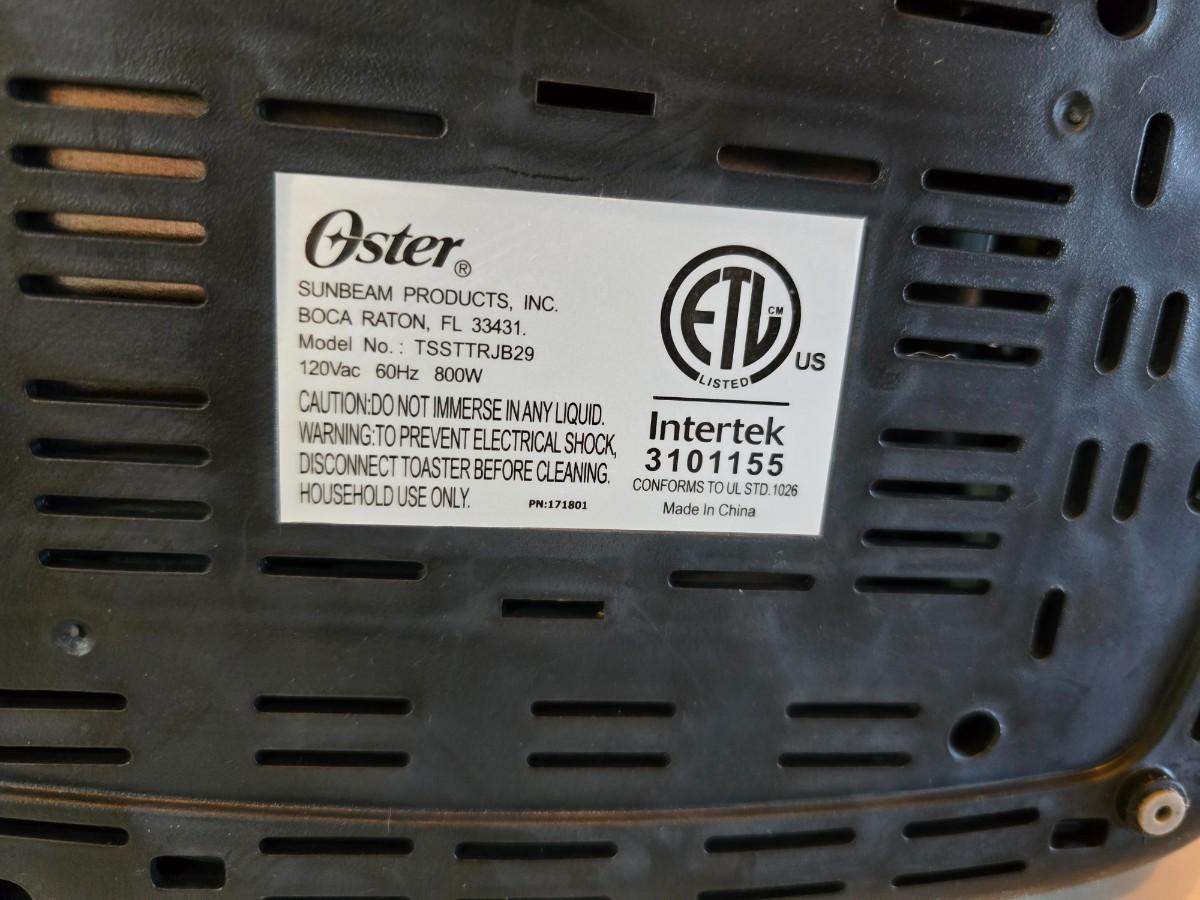 Oster®
SUNBEAM PRODUCTS, INC.
BOCA RATON, FL 33431.
Model No. : TSSTTRJB29
120Vac 60Hz 800W
CAUTION:DO NOT IMMERSE IN ANY LIQUID.
WARNING:TO PREVENT ELECTRICAL SHOCK,
DISCONNECT TOASTER BEFORE CLEANING.
HOUSEHOLD USE ONLY.
PN:171801
ETL CM
LISTED
US
Intertek
3101155
CONFORMS TO UL STD.1026
Made In China